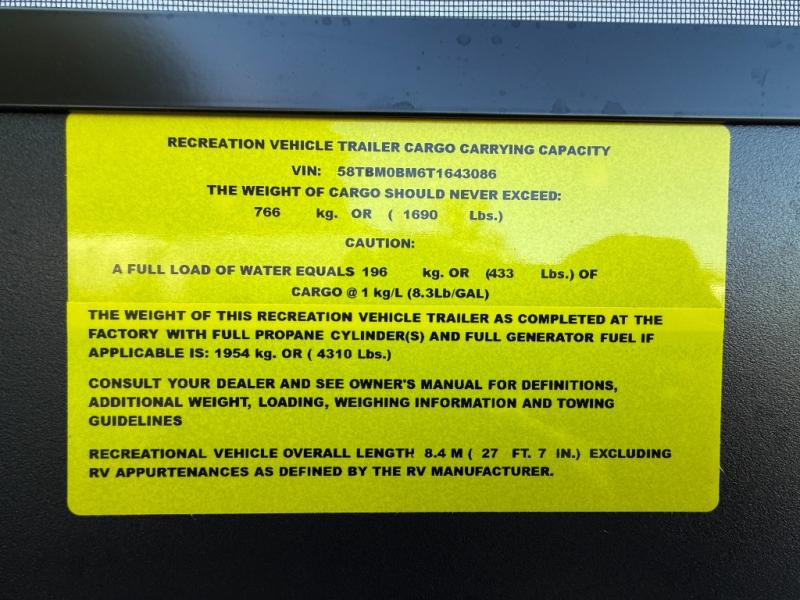 RECREATION VEHICLE TRAILER CARGO CARRYING CAPACITY
VIN: 58TBM0BM6T1643086
THE WEIGHT OF CARGO SHOULD NEVER EXCEED:
766 kg. OR ( 1690 Lbs.)
CAUTION:
A FULL LOAD OF WATER EQUALS 196 kg. OR (433 Lbs.) OF
CARGO @ 1 kg/L (8.3Lb/GAL)
THE WEIGHT OF THIS RECREATION VEHICLE TRAILER AS COMPLETED AT THE
FACTORY WITH FULL PROPANE CYLINDER(S) AND FULL GENERATOR FUEL IF
APPLICABLE IS: 1954 kg. OR ( 4310 Lbs.)
CONSULT YOUR DEALER AND SEE OWNER'S MANUAL FOR DEFINITIONS,
ADDITIONAL WEIGHT, LOADING, WEIGHING INFORMATION AND TOWING
GUIDELINES
RECREATIONAL VEHICLE OVERALL LENGTH 8.4 M ( 27 FT. 7 IN.) EXCLUDING
RV APPURTENANCES AS DEFINED BY THE RV MANUFACTURER.